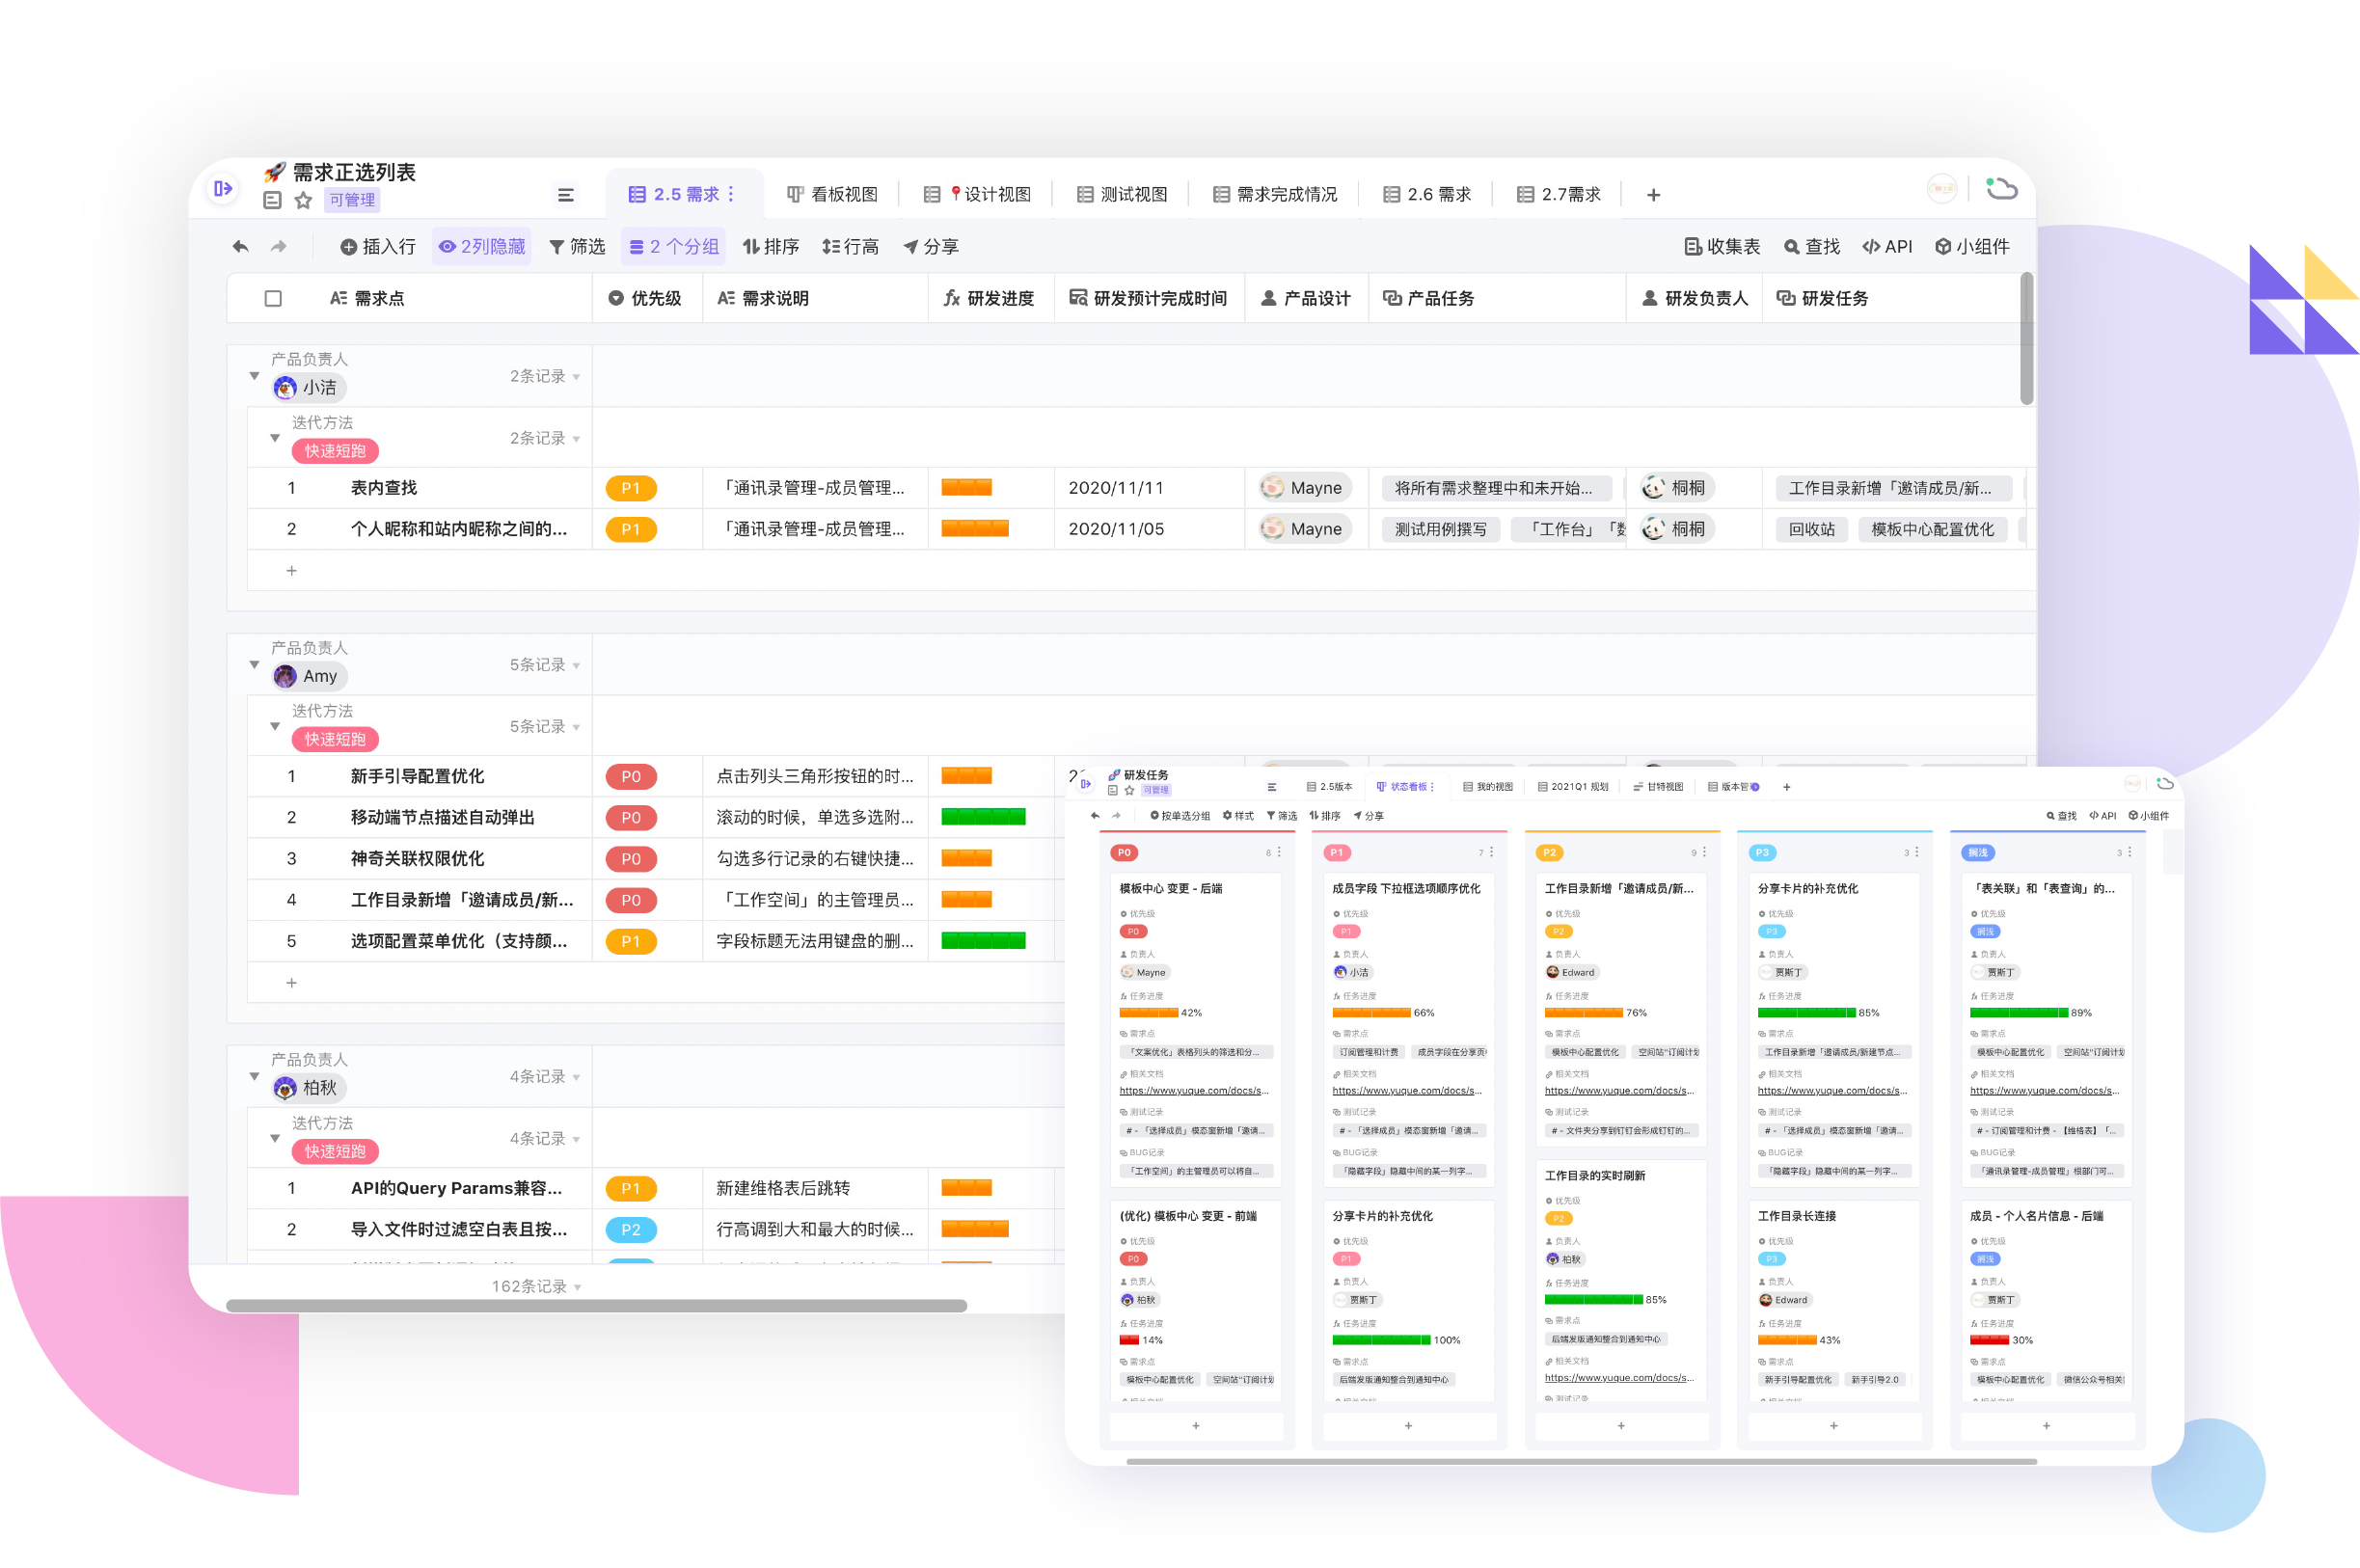 需求正选列表
可管理
2.5 需求
看板视图
设计视图
测试视图
需求完成情况
2.6 需求
2.7需求
插入行
2列隐藏
筛选
2 个分组
排序
行高
分享
收集表
查找
API
小组件
需求点 优先级 需求说明 研发进度 研发预计完成时间 产品设计 产品任务 研发负责人 研发任务
产品负责人
小洁
2条记录
迭代方法
快速短跑
2条记录
1 表内查找 P1 「通讯录管理-成员管理... 2020/11/11 Mayne 将所有需求整理中和未开始... 桐桐 工作目录新增「邀请成员/新...
2 个人昵称和站内昵称之间的... P1 「通讯录管理-成员管理... 2020/11/05 Mayne 测试用例撰写 「工作台」「数 桐桐 回收站 模板中心配置优化
+
产品负责人
Amy
5条记录
迭代方法
快速短跑
5条记录
1 新手引导配置优化 P0 点击列头三角形按钮的时...
2 移动端节点描述自动弹出 P0 滚动的时候，单选多选附...
3 神奇关联权限优化 P0 勾选多行记录的右键快捷...
4 工作目录新增「邀请成员/新... P0 「工作空间」的主管理员...
5 选项配置菜单优化（支持颜... P1 字段标题无法用键盘的删...
+
产品负责人
柏秋
4条记录
迭代方法
快速短跑
4条记录
1 API的Query Params兼容... P1 新建维格表后跳转
2 导入文件时过滤空白表且按... P2 行高调到大和最大的时候...
162条记录
研发任务
可管理
2.5版本
状态看板
我的视图
2021Q1 规划
甘特视图
版本管
+
按单选分组
样式
筛选
排序
分享
查找
API
小组件
P0
8
模板中心 变更 - 后端
优先级
P0
负责人
Mayne
任务进度
42%
需求点
「文案优化」表格列头的筛选和分...
相关文档
https://www.yuque.com/docs/s...
测试记录
# - 「选择成员」模态窗新增「邀请...
BUG记录
「工作空间」的主管理员可以将自...
(优化) 模板中心 变更 - 前端
优先级
P0
负责人
柏秋
任务进度
14%
需求点
模板中心配置优化 空间站“订阅计划
+
P1
7
成员字段 下拉框选项顺序优化
优先级
P1
负责人
小洁
任务进度
66%
需求点
订阅管理和计费 成员字段在分享页
相关文档
https://www.yuque.com/docs/s...
测试记录
# - 「选择成员」模态窗新增「邀请...
BUG记录
「隐藏字段」隐藏中间的某一列字...
分享卡片的补充优化
优先级
P1
负责人
贾斯丁
任务进度
100%
需求点
后端发版通知整合到通知中心
+
P2
9
工作目录新增「邀请成员/新...
优先级
P2
负责人
Edward
任务进度
76%
需求点
模板中心配置优化 空间站“订阅计划
相关文档
https://www.yuque.com/docs/s...
测试记录
# - 文件夹分享到钉钉会形成钉钉的...
工作目录的实时刷新
优先级
P2
负责人
柏秋
任务进度
85%
需求点
后端发版通知整合到通知中心
相关文档
https://www.yuque.com/docs/s...
测试记录
+
P3
3
分享卡片的补充优化
优先级
P3
负责人
贾斯丁
任务进度
85%
需求点
工作目录新增「邀请成员/新建节点...
相关文档
https://www.yuque.com/docs/s...
测试记录
# - 「选择成员」模态窗新增「邀请...
BUG记录
「隐藏字段」隐藏中间的某一列字...
工作目录长连接
优先级
P3
负责人
Edward
任务进度
43%
需求点
新手引导配置优化 新手引导2.0
+
搁浅
3
「表关联」和「表查询」的...
优先级
搁浅
负责人
贾斯丁
任务进度
89%
需求点
模板中心配置优化 空间站“订阅计划
相关文档
https://www.yuque.com/docs/s...
测试记录
# - 订阅管理和计费 - 【维格表】「...
BUG记录
「通讯录管理-成员管理」根部门可...
成员 - 个人名片信息 - 后端
优先级
搁浅
负责人
贾斯丁
任务进度
30%
需求点
模板中心配置优化 微信公众号相关
+